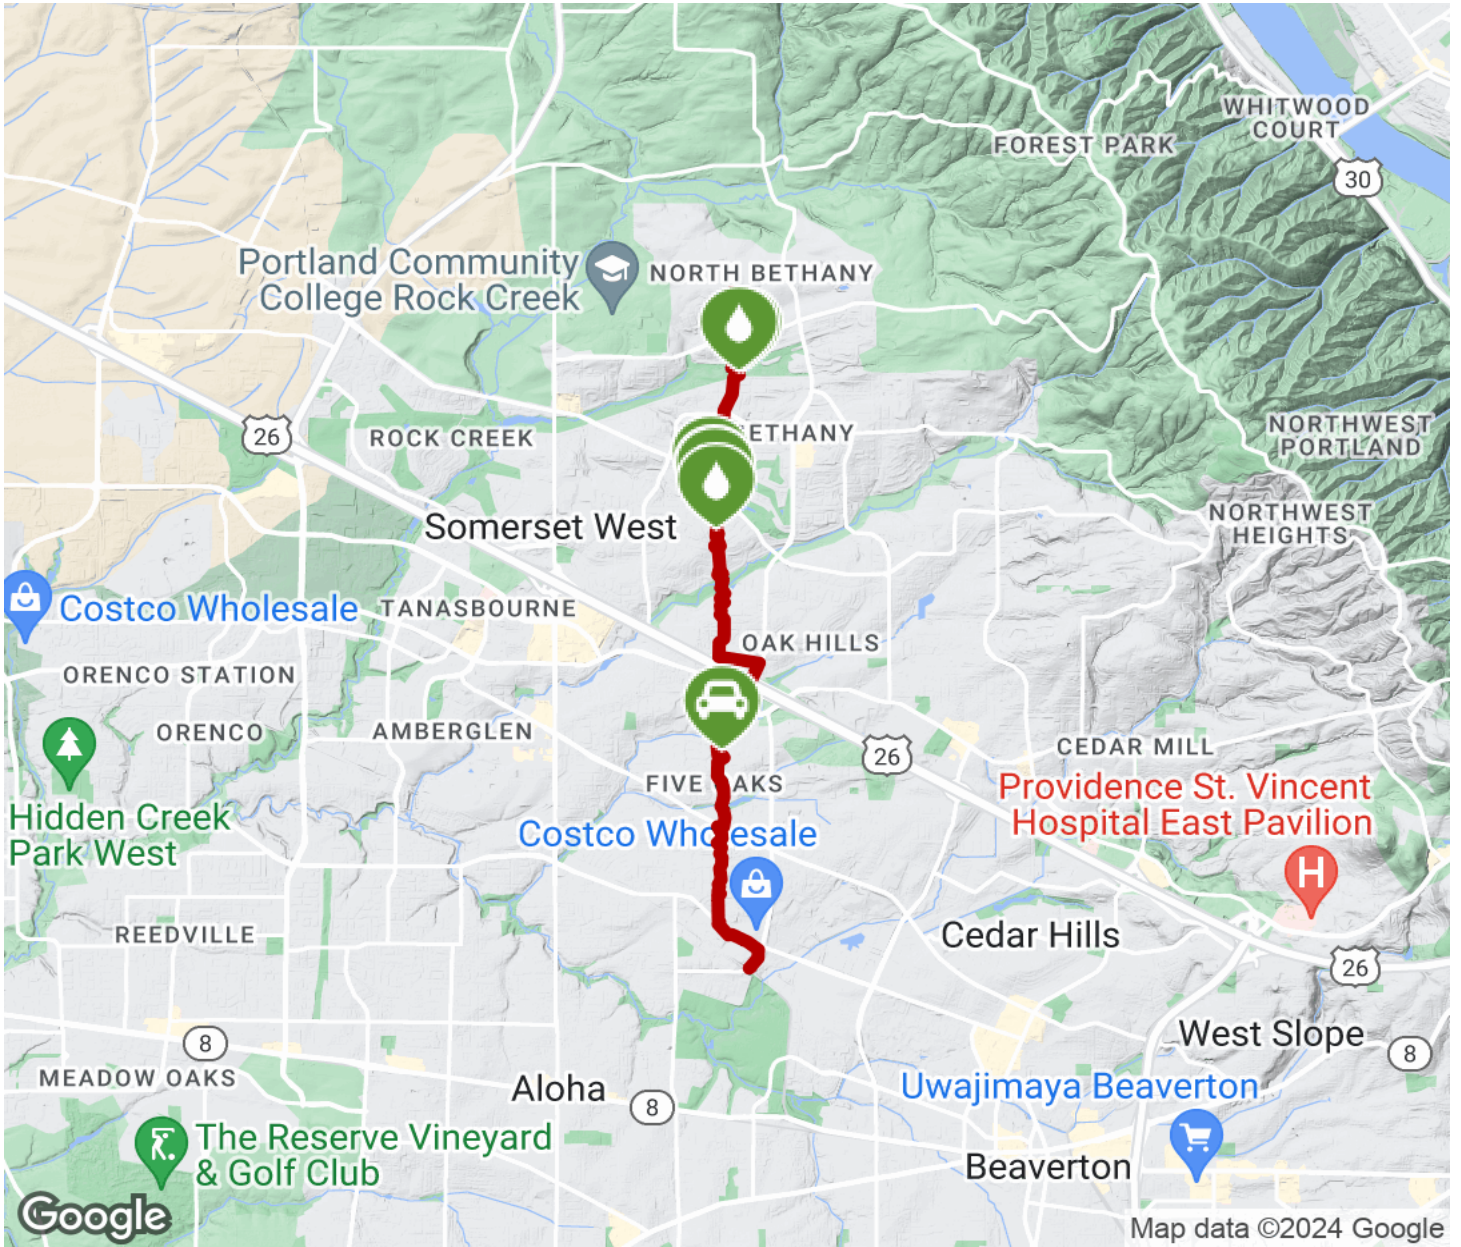 WHITWOOD
COURT
FOREST PARK
30
Portland Community
College Rock Creek
NORTH BETHANY
26
ROCK CREEK
ETHANY
NORTHWEST
PORTLAND
Somerset West
NORTHWEST
HEIGHTS
Costco Wholesale
TANASBOURNE
OAK HILLS
ORENCO STATION
ORENCO
AMBERGLEN
26
CEDAR MILL
FIVE AKS
Providence St. Vincent
Hospital East Pavilion
H
Hidden Creek
Park West
Costco Wholesale
REEDVILLE
Cedar Hills
26
8
West Slope
8
MEADOW OAKS
Aloha
8
Uwajimaya Beaverton
The Reserve Vineyard
& Golf Club
Beaverton
Google
Map data ©2024 Google